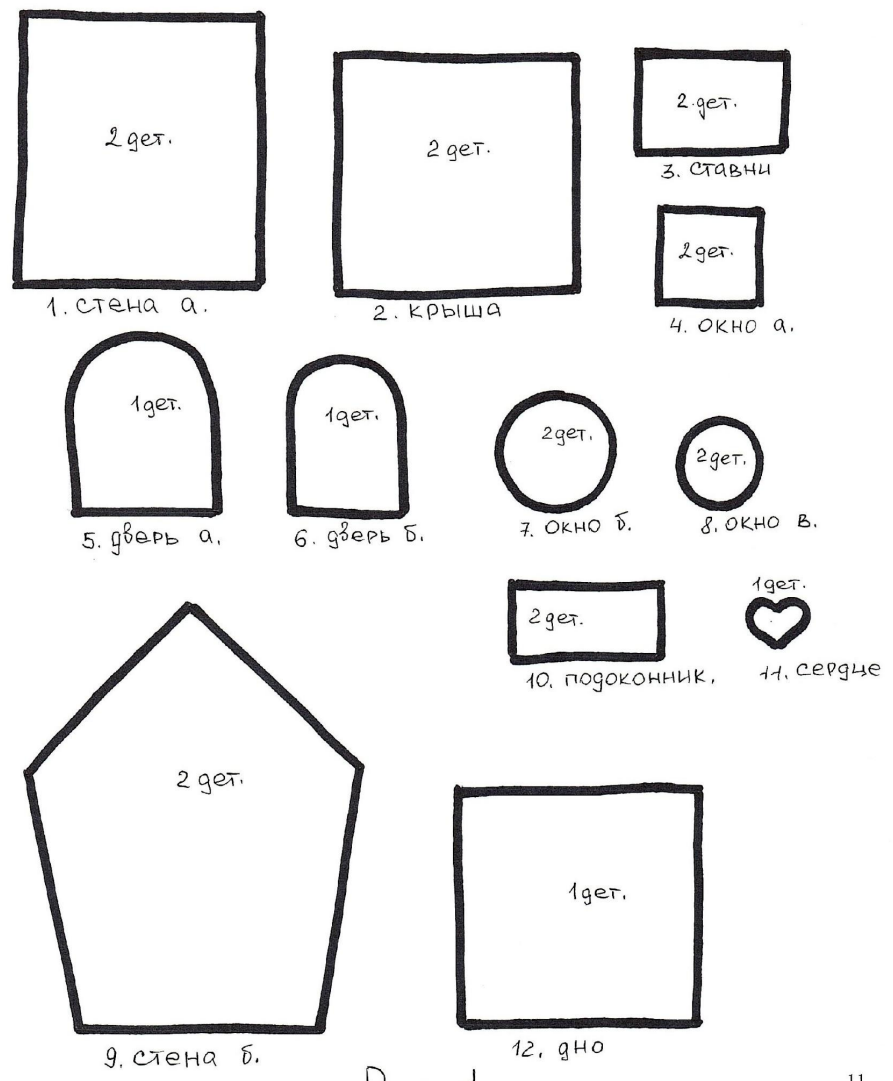 2 дет.
1. стена а.
2 дет.
2. крыша
2 дет.
3. ставни
2 дет.
4. окно а.
1 дет.
5. дверь а.
1 дет.
6. дверь б.
2 дет.
7. окно б.
2 дет.
8. окно в.
2 дет.
10. подоконник.
1 дет.
11. сердце
2 дет.
9. стена б.
1 дет.
12. дно